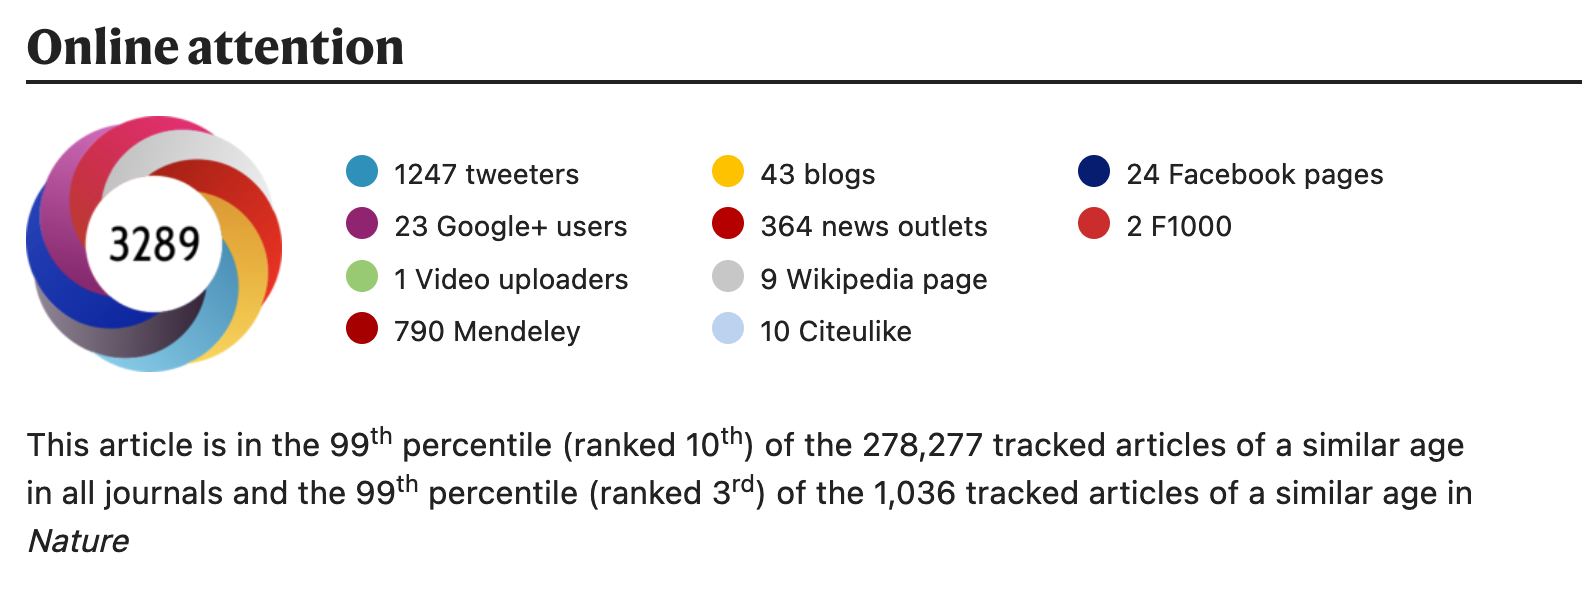 Online attention
3289
1247 tweeters
43 blogs
24 Facebook pages
23 Google+ users
364 news outlets
2 F1000
1 Video uploaders
9 Wikipedia page
790 Mendeley
10 Citeulike
This article is in the 99th percentile (ranked 10th) of the 278,277 tracked articles of a similar age
in all journals and the 99th percentile (ranked 3rd) of the 1,036 tracked articles of a similar age in
Nature